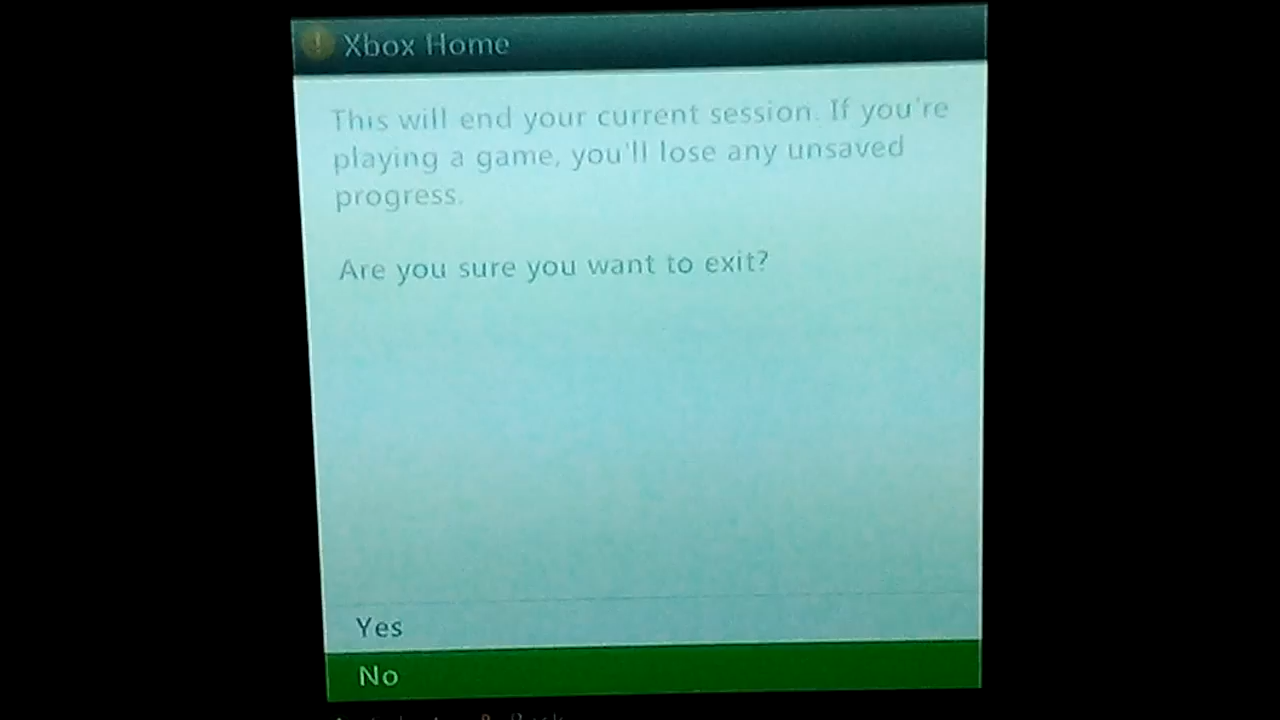 Xbox Home
This will end your current session. If you're
playing a game, you'll lose any unsaved
progress.
Are you sure you want to exit?
Yes
No